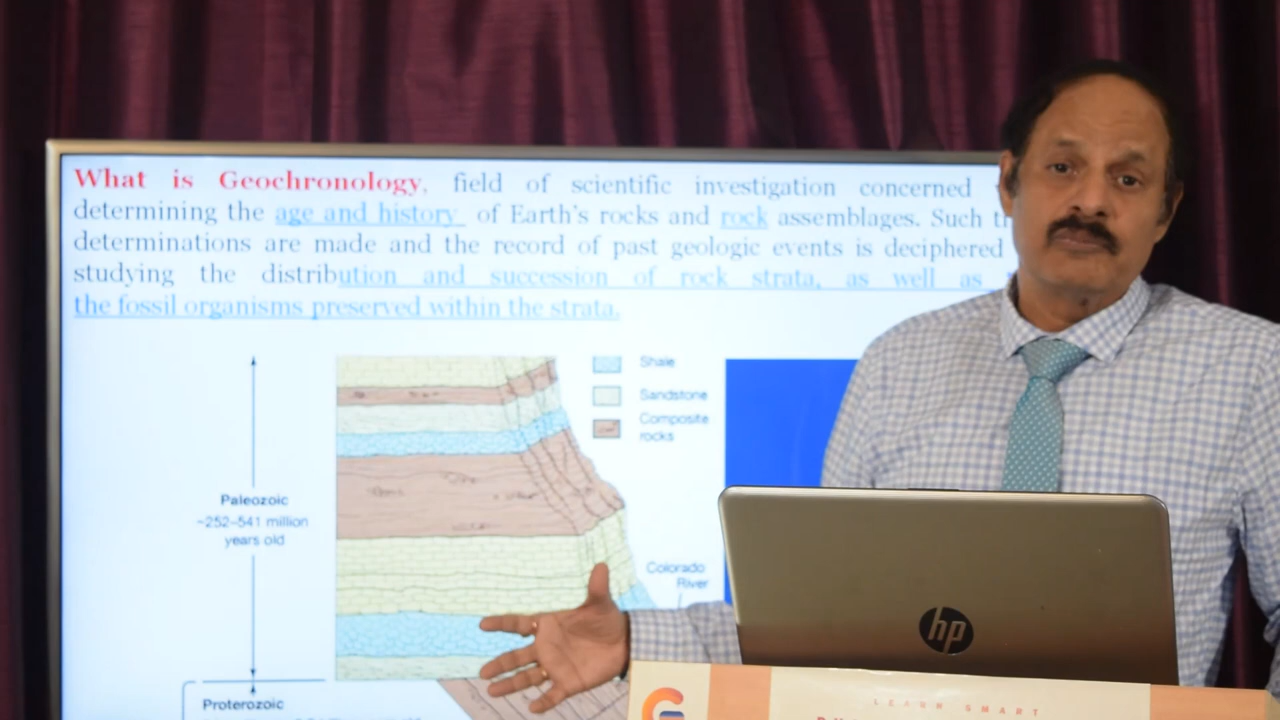 What is Geochronology, field of scientific investigation concerned
determining the age and history of Earth's rocks and rock assemblages. Such
determinations are made and the record of past geologic events is deciphered
studying the distribution and succession of rock strata, as well as
the fossil organisms preserved within the strata.
Shale
Sandstone
Composite
rocks
Paleozoic
~252–541 million
years old
Colorado
River
Proterozoic
hp
LEARN SMART